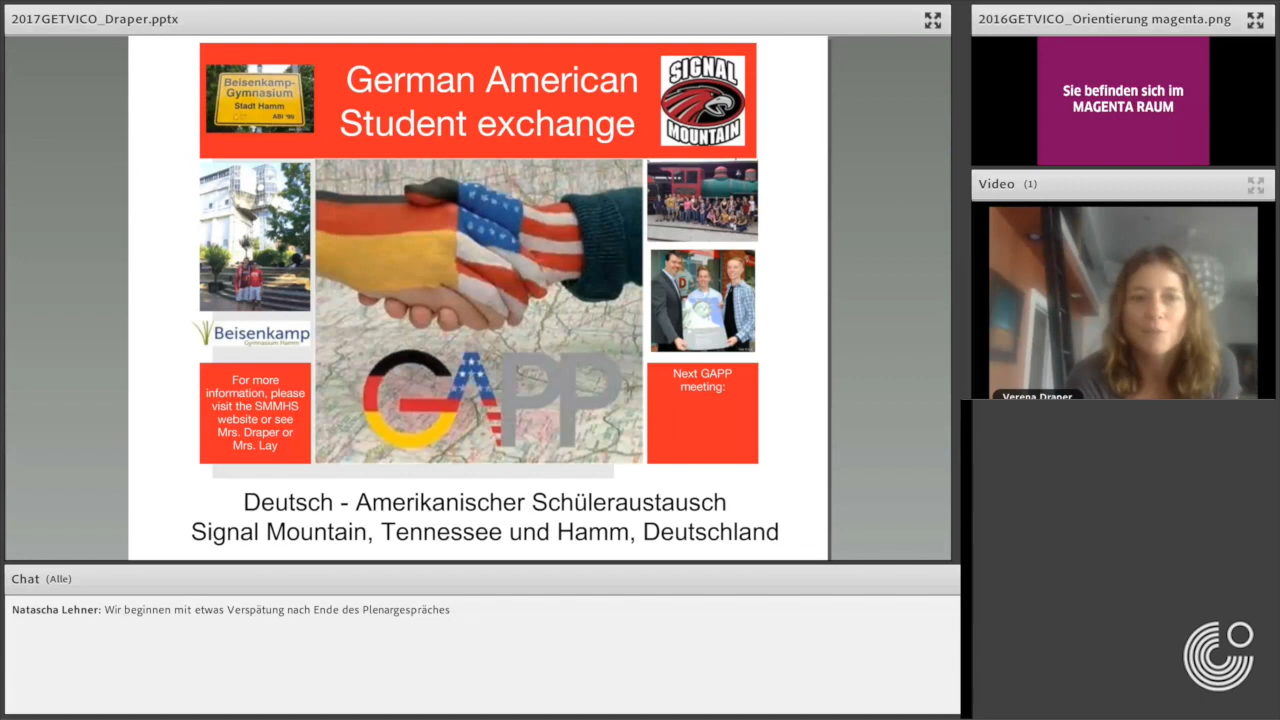 2017GETVICO_Draper.pptx
Beisenkamp-
Gymnasium
Stadt Hamm
German American
Student exchange
SIGNAL
MOUNTAIN
Beisenkamp
Gymnasium Hamm
For more
information, please
visit the SMMHS
website or see
Mrs. Draper or
Mrs. Lay
GAPP
Next GAPP
meeting:
Deutsch - Amerikanischer Schüleraustausch
Signal Mountain, Tennessee und Hamm, Deutschland
Chat (Alle)
Natascha Lehner: Wir beginnen mit etwas Verspätung nach Ende des Plenargespräches
2016GETVICO_Orientierung magenta.png
Sie befinden sich im
MAGENTA RAUM
Video (1)
Verena Draper